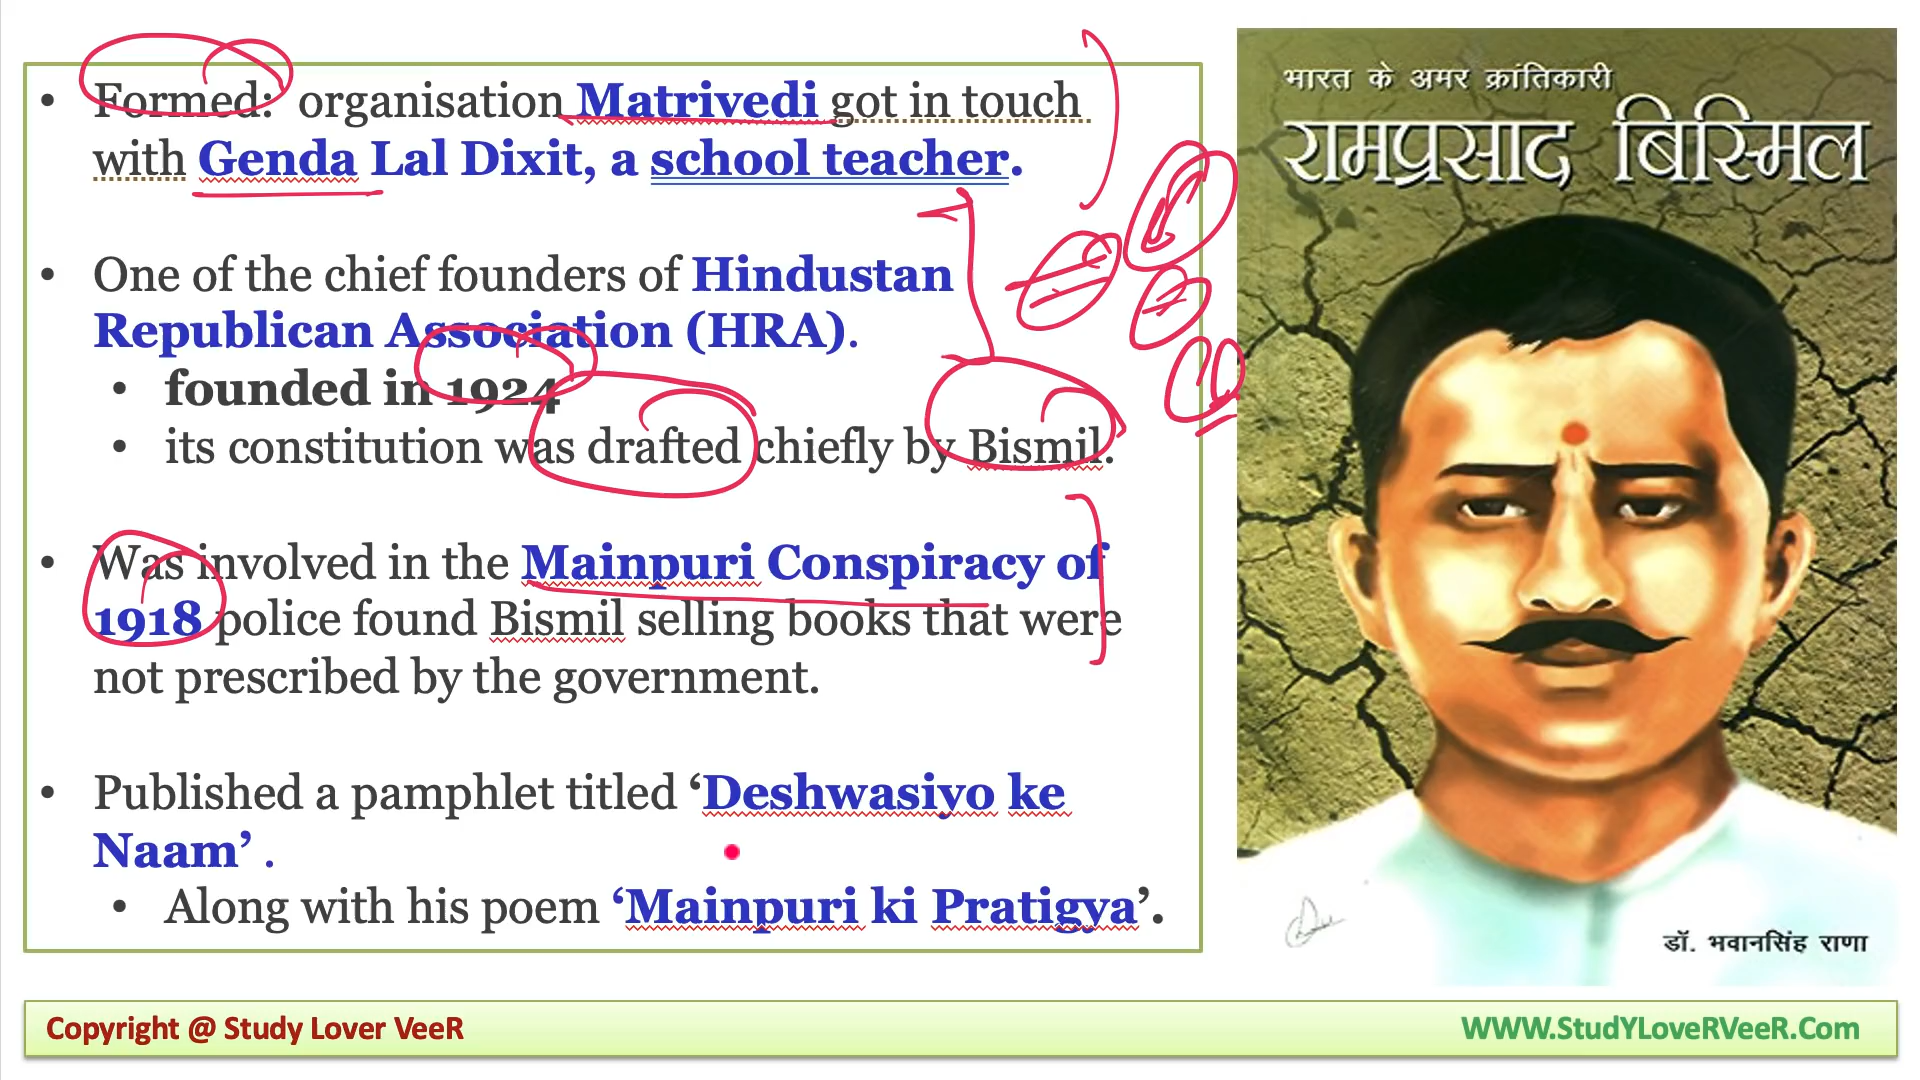 • Formed: organisation Matrivedi got in touch
with Genda Lal Dixit, a school teacher.
• One of the chief founders of Hindustan
Republican Association (HRA).
• founded in 1924
• its constitution was drafted chiefly by Bismil.
• Was involved in the Mainpuri Conspiracy of
1918 police found Bismil selling books that were
not prescribed by the government.
• Published a pamphlet titled ‘Deshwasiyo ke
Naam’ .
• Along with his poem ‘Mainpuri ki Pratigya’.
भारत के अमर क्रांतिकारी
रामप्रसाद बिस्मिल
डॉ. भवानसिंह राणा
Copyright @ Study Lover VeeR
WWW.StudYLoveRVeeR.Com